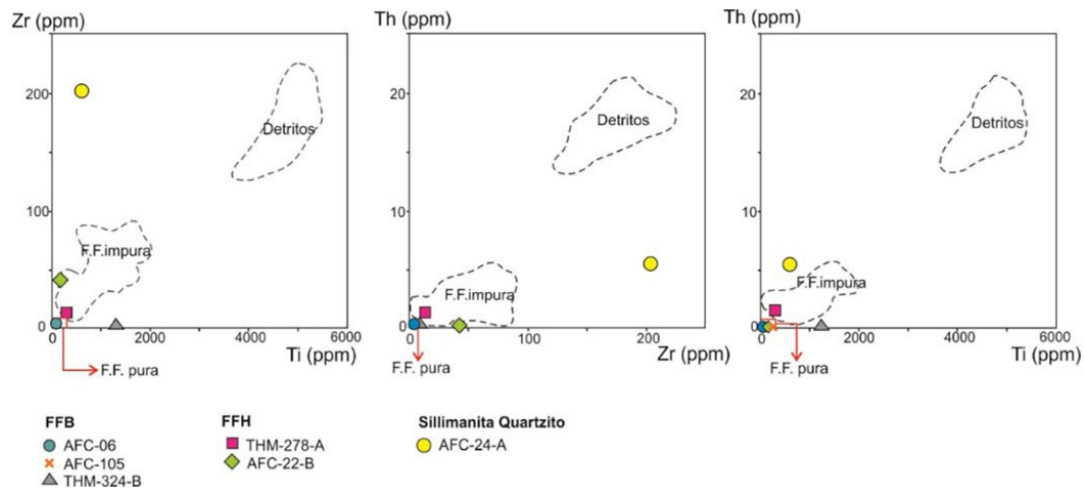 Zr (ppm)
200
100
0
Detritos
F.F.impura
2000
4000
6000
Ti (ppm)
F.F. pura
Th (ppm)
20
10
0
Detritos
F.F.impura
0
100
200
Zr (ppm)
F.F. pura
Th (ppm)
20
10
0
Detritos
F.F.impura
0
2000
4000
6000
Ti (ppm)
F.F. pura
FFB
AFC-06
AFC-105
THM-324-B
FFH
THM-278-A
AFC-22-B
Sillimanita Quartzito
AFC-24-A